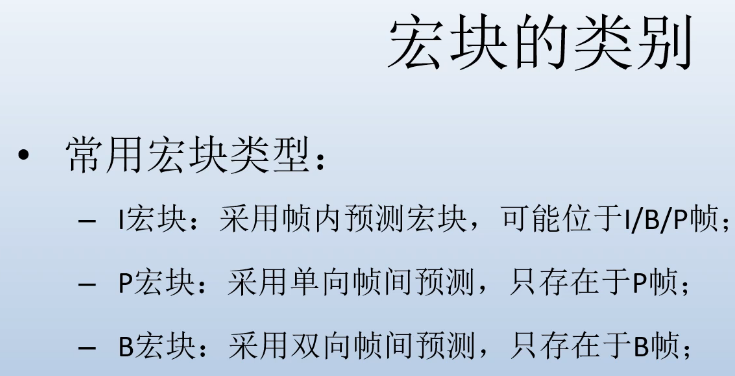 宏块的类别
• 常用宏块类型：
– I宏块：采用帧内预测宏块，可能位于I/B/P帧；
– P宏块：采用单向帧间预测，只存在于P帧；
– B宏块：采用双向帧间预测，只存在于B帧；